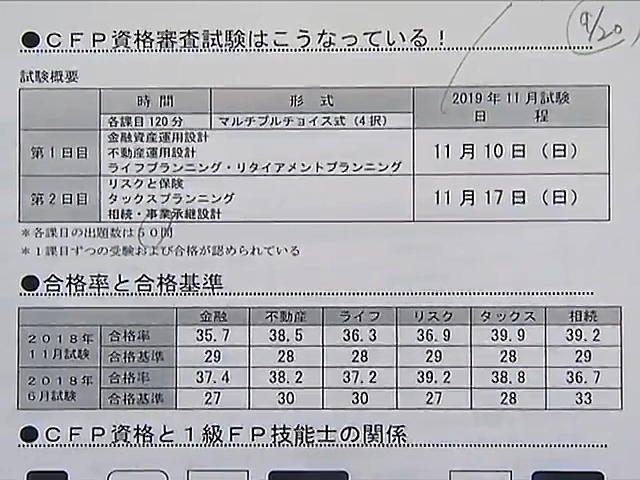 9/20
●ＣＦＰ資格審査試験はこうなっている！
試験概要
時間 形式 2019年11月試験
各課目120分 マルチプルチョイス式（4択） 日程
第1日目 金融資産運用設計
不動産運用設計 11月10日（日）
ライフプランニング・リタイアメントプランニング
第2日目 リスクと保険
タックスプランニング 11月17日（日）
相続・事業承継設計
＊各課目の出題数は５０問
＊１課目ずつの受験および合格が認められている
●合格率と合格基準
金融 不動産 ライフ リスク タックス 相続
２０１８年 合格率 35.7 38.5 36.3 36.9 39.9 39.2
１１月試験 合格基準 29 28 28 29 28 29
２０１８年 合格率 37.4 38.2 37.2 39.2 38.8 36.7
６月試験 合格基準 27 30 30 27 28 33
●ＣＦＰ資格と１級ＦＰ技能士の関係